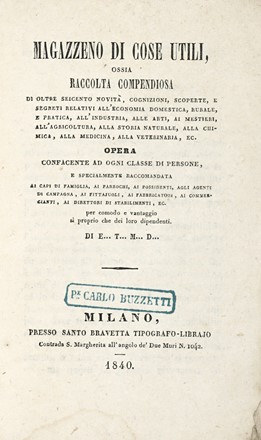 MAGAZZENO DI COSE UTILI,
OSSIA
RACCOLTA COMPENDIOSA
DI OLTRE SEICENTO NOVITÀ, COGNIZIONI, SCOPERTE, E
SEGRETI RELATIVI ALL'ECONOMIA DOMESTICA, RURALE,
E PRATICA, ALL'INDUSTRIA, ALLE ARTI, AI MESTIERI,
ALL'AGRICOLTURA, ALLA STORIA NATURALE, ALLA CHI-
MICA, ALLA MEDICINA, ALLA VETERINARIA, EC.
OPERA
CONFACENTE AD OGNI CLASSE DI PERSONE,
E SPECIALMENTE RACCOMANDATA
AI CAPI DI FAMIGLIA, AI PARROCHI, AI POSSIDENTI, AGLI AGENTI
DI CAMPAGNA, AI FITTAJUOLI, AI FABBRICATORI, AI COMMER-
CIANTI, AI DIRETTORI DI STABILIMENTI, EC.
per comodo e vantaggio
sì proprio che dei loro dipendenti.
DI E... T... M... D...
Pr. CARLO BUZZETTI
MILANO,
PRESSO SANTO BRAVETTA TIPOGRAFO-LIBRAJO
Contrada S. Margherita all'angolo de' Due Muri N. 1042.
1840.